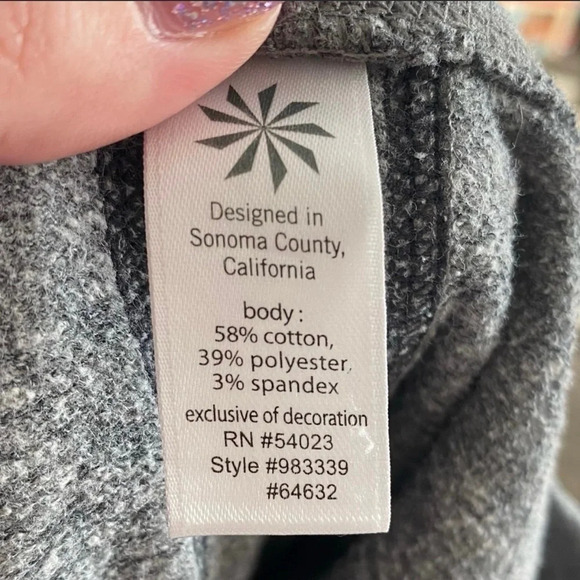 Designed in
Sonoma County,
California
body:
58% cotton,
39% polyester,
3% spandex
exclusive of decoration
RN #54023
Style #983339
#64632